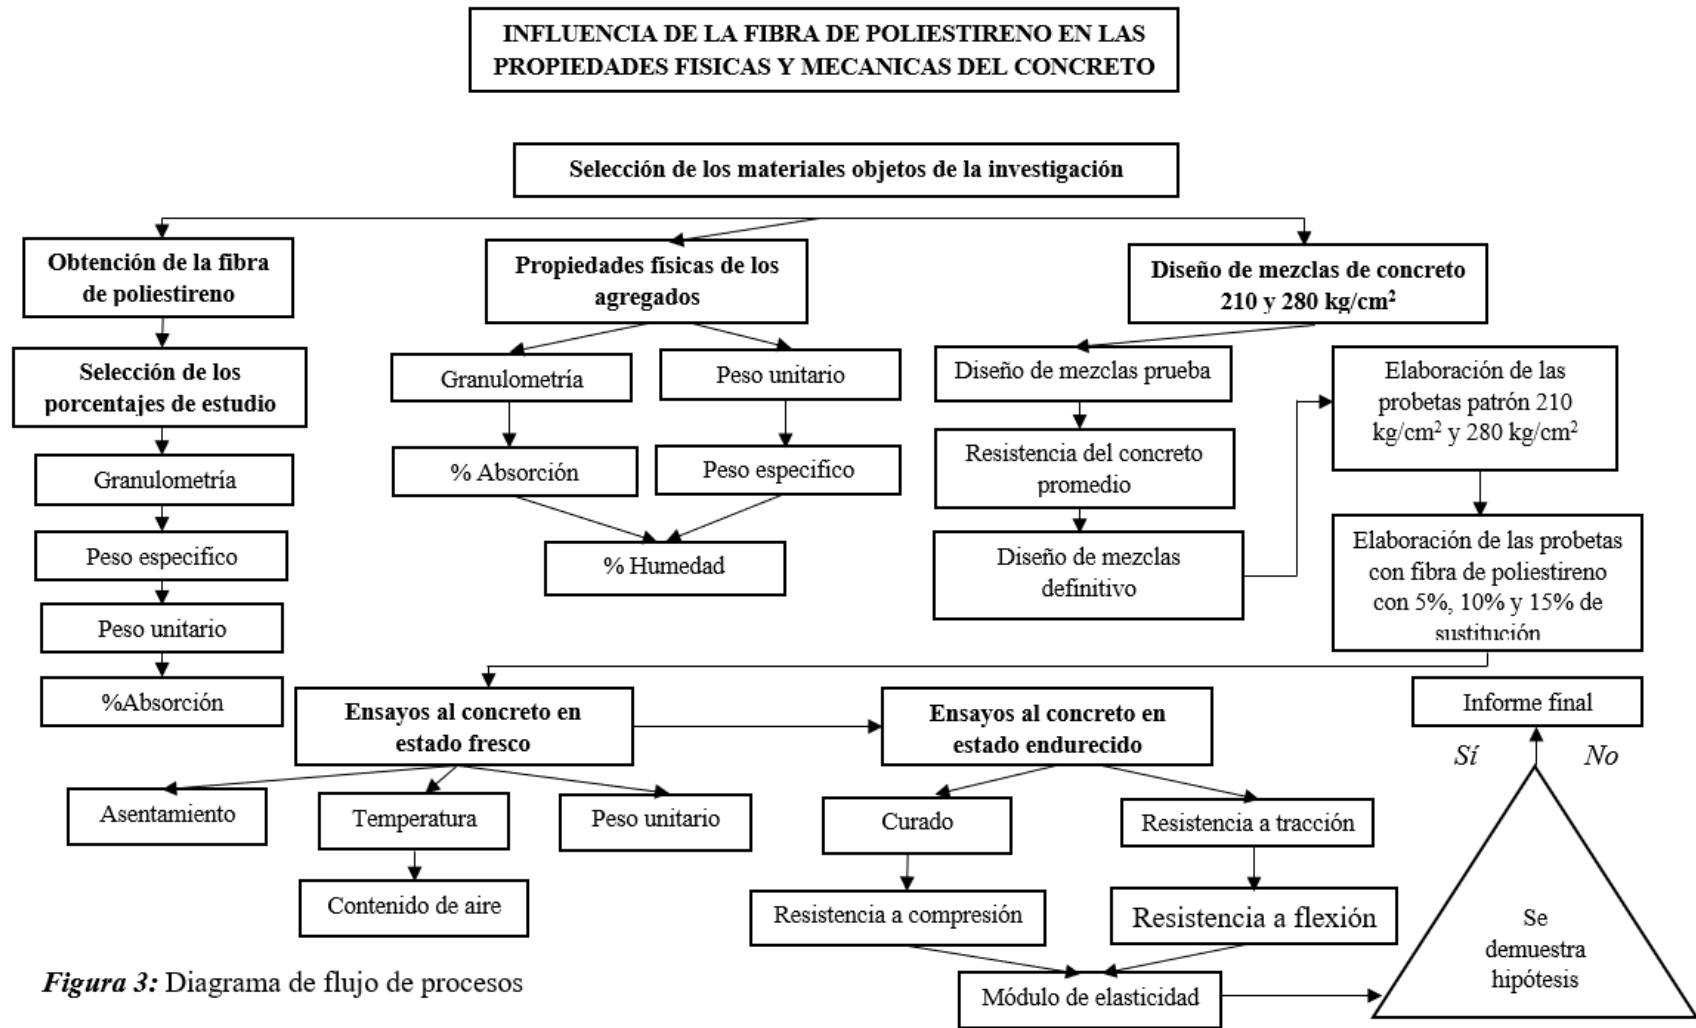 INFLUENCIA DE LA FIBRA DE POLIESTIRENO EN LAS
PROPIEDADES FISICAS Y MECANICAS DEL CONCRETO
Selección de los materiales objetos de la investigación
Obtención de la fibra
de poliestireno
Propiedades físicas de los
agregados
Diseño de mezclas de concreto
210 y 280 kg/cm²
Selección de los
porcentajes de estudio
Granulometría
Peso especifico
Peso unitario
%Absorción
Granulometría
% Absorción
Peso unitario
Peso especifico
% Humedad
Diseño de mezclas prueba
Resistencia del concreto
promedio
Diseño de mezclas
definitivo
Elaboración de las
probetas patrón 210
kg/cm² y 280 kg/cm²
Elaboración de las probetas
con fibra de poliestireno
con 5%, 10% y 15% de
sustitución
Ensayos al concreto en
estado fresco
Asentamiento
Temperatura
Peso unitario
Contenido de aire
Ensayos al concreto en
estado endurecido
Curado
Resistencia a tracción
Resistencia a compresión
Resistencia a flexión
Módulo de elasticidad
Informe final
Sí No
Se
demuestra
hipótesis
Figura 3: Diagrama de flujo de procesos